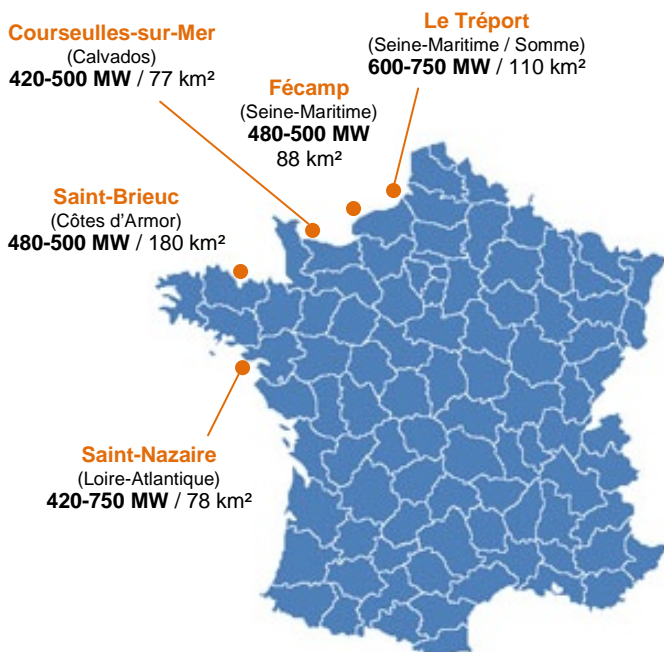 Le Tréport
(Seine-Maritime / Somme)
600-750 MW / 110 km²
Courseulles-sur-Mer
(Calvados)
420-500 MW / 77 km²
Fécamp
(Seine-Maritime)
480-500 MW
88 km²
Saint-Brieuc
(Côtes d'Armor)
480-500 MW / 180 km²
Saint-Nazaire
(Loire-Atlantique)
420-750 MW / 78 km²